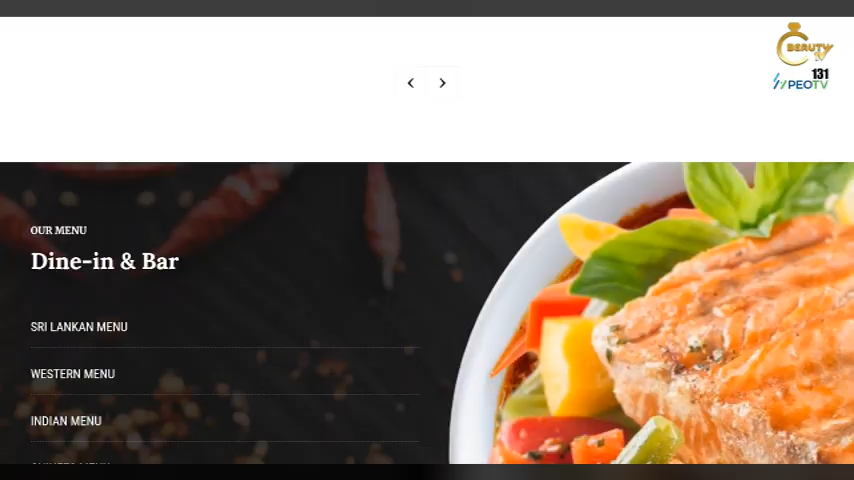 BEAUTY
TV
131
PEOTV
OUR MENU
Dine-in & Bar
SRI LANKAN MENU
WESTERN MENU
INDIAN MENU